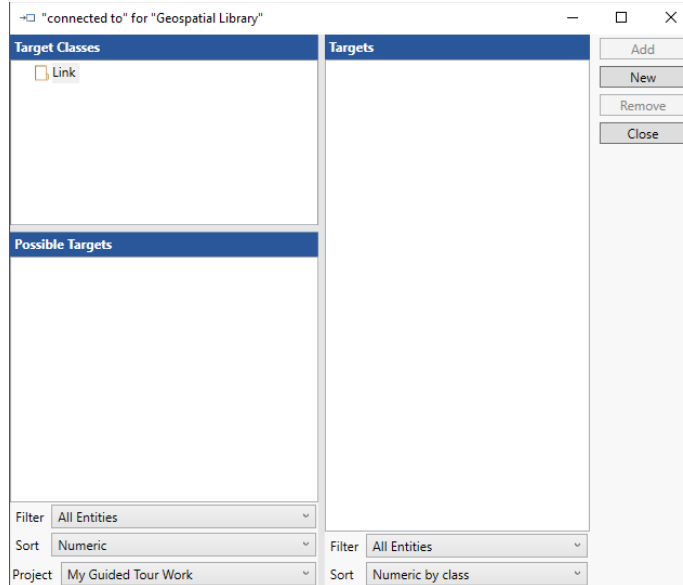 "connected to" for "Geospatial Library"
Target Classes
Link
Possible Targets
Filter All Entities
Sort Numeric
Project My Guided Tour Work
Targets
Filter All Entities
Sort Numeric by class
Add
New
Remove
Close